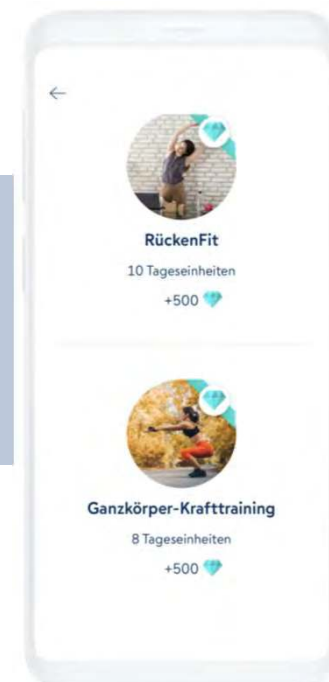 RückenFit
10 Tageseinheiten
+500
Ganzkörper-Krafttraining
8 Tageseinheiten
+500